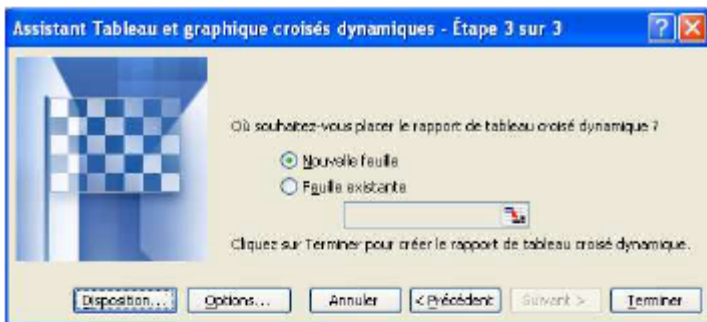 Assistant Tableau et graphique croisés dynamiques - Étape 3 sur 3
Où souhaitez-vous placer le rapport de tableau croisé dynamique ?
Nouvelle feuille
Feuille existante
Cliquez sur Terminer pour créer le rapport de tableau croisé dynamique.
Disposition... Options... Annuler < Précédent Suivant > Terminer